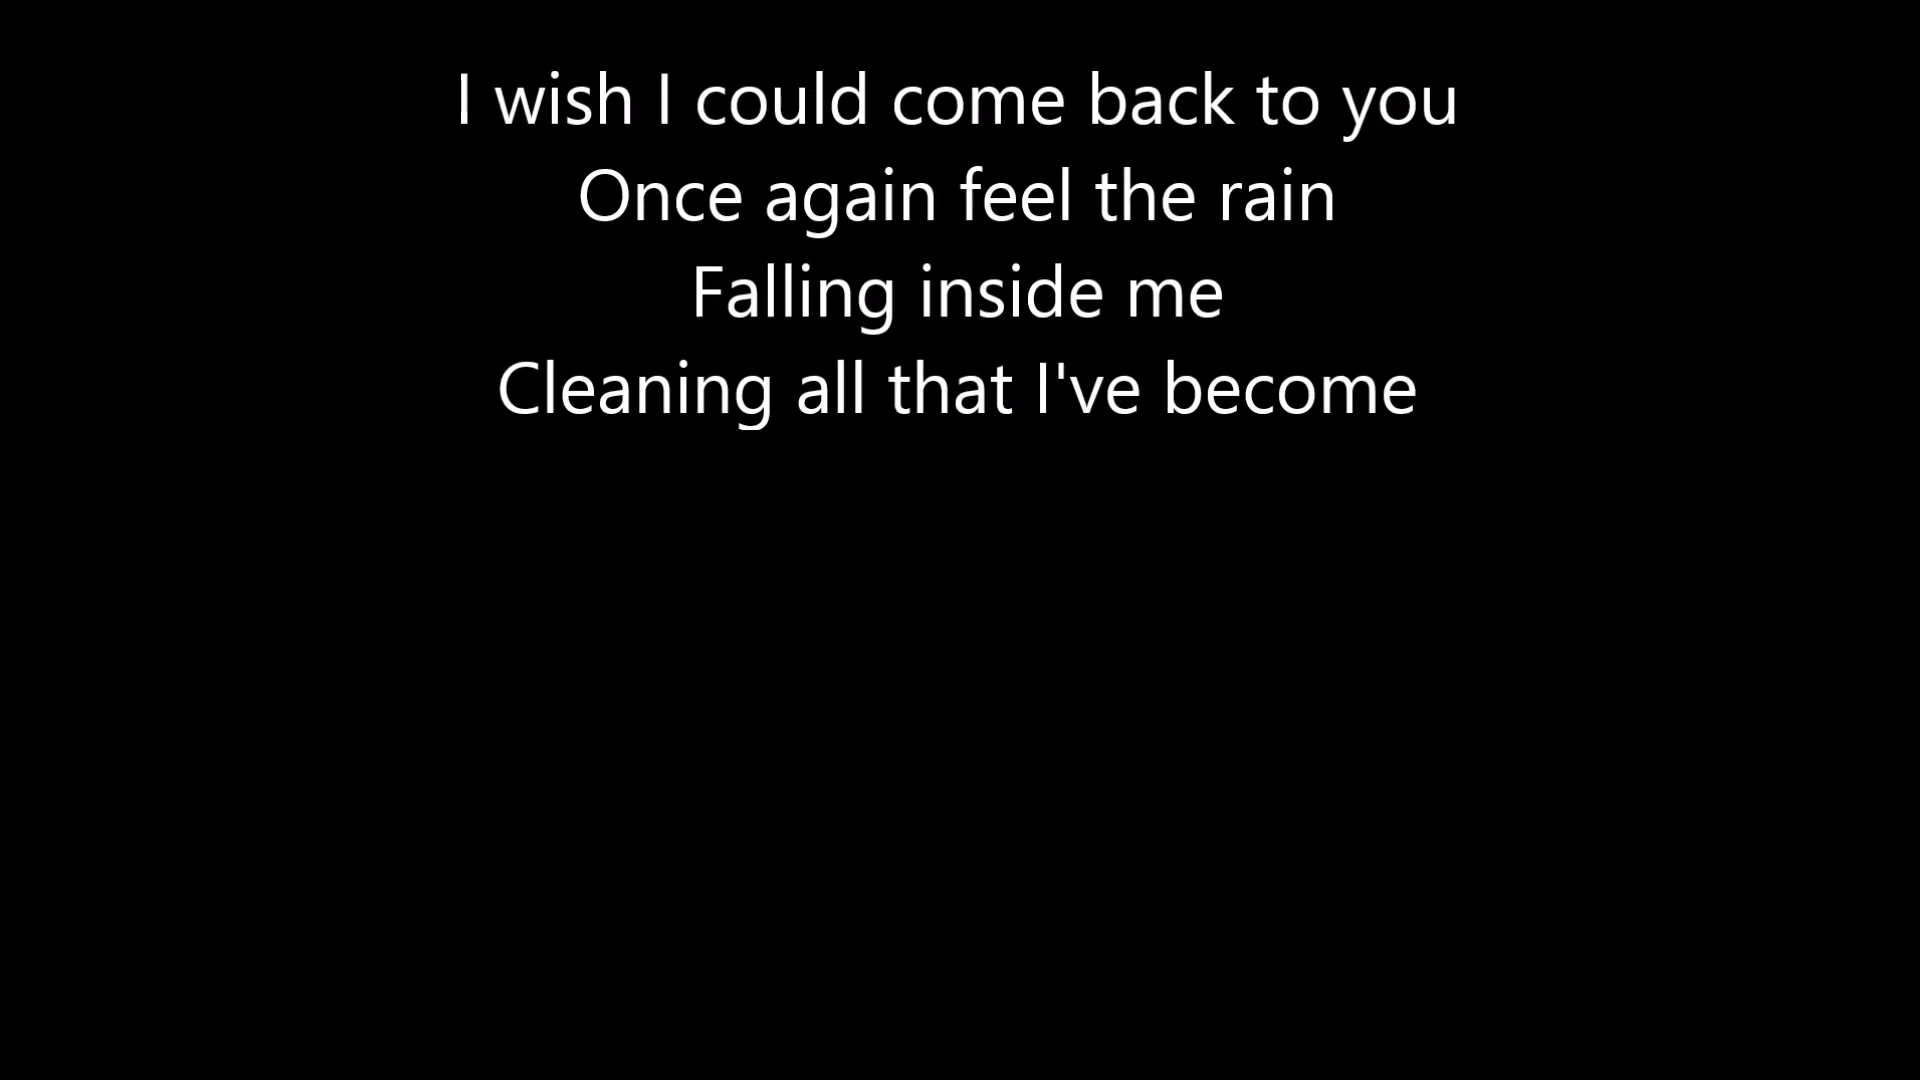 I wish I could come back to you
Once again feel the rain
Falling inside me
Cleaning all that I've become